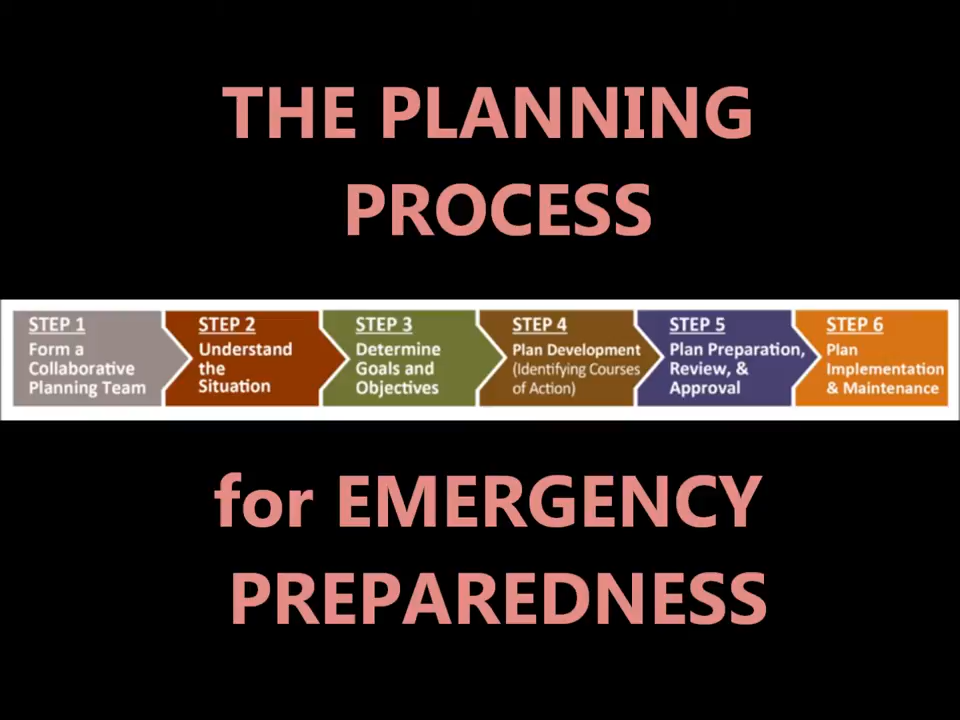 THE PLANNING
PROCESS
STEP 1
Form a
Collaborative
Planning Team
STEP 2
Understand
the
Situation
STEP 3
Determine
Goals and
Objectives
STEP 4
Plan Development
(Identifying Courses
of Action)
STEP 5
Plan Preparation,
Review, &
Approval
STEP 6
Plan
Implementation
& Maintenance
for EMERGENCY
PREPAREDNESS